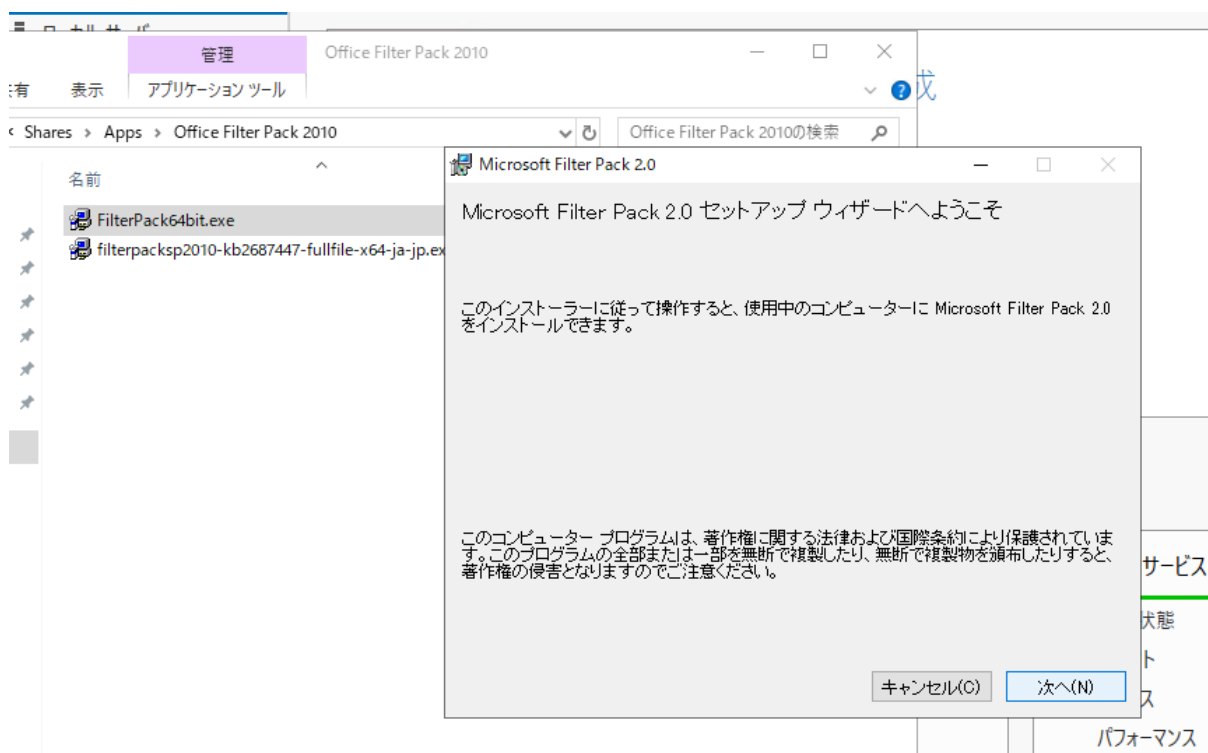 管理
Office Filter Pack 2010
有
表示
アプリケーション ツール
成
Shares > Apps > Office Filter Pack 2010
Office Filter Pack 2010の検索
名前
FilterPack64bit.exe
filterpacksp2010-kb2687447-fullfile-x64-ja-jp.ex
Microsoft Filter Pack 2.0
Microsoft Filter Pack 2.0 セットアップ ウィザードへようこそ
このインストーラーに従って操作すると、使用中のコンピューターに Microsoft Filter Pack 2.0
をインストールできます。
このコンピューター プログラムは、著作権に関する法律および国際条約により保護されていま
す。このプログラムの全部または一部を無断で複製したり、無断で複製物を頒布したりすると、
著作権の侵害となりますのでご注意ください。
キャンセル(C)
次へ(N)
サービス
状態
ト
ス
パフォーマンス